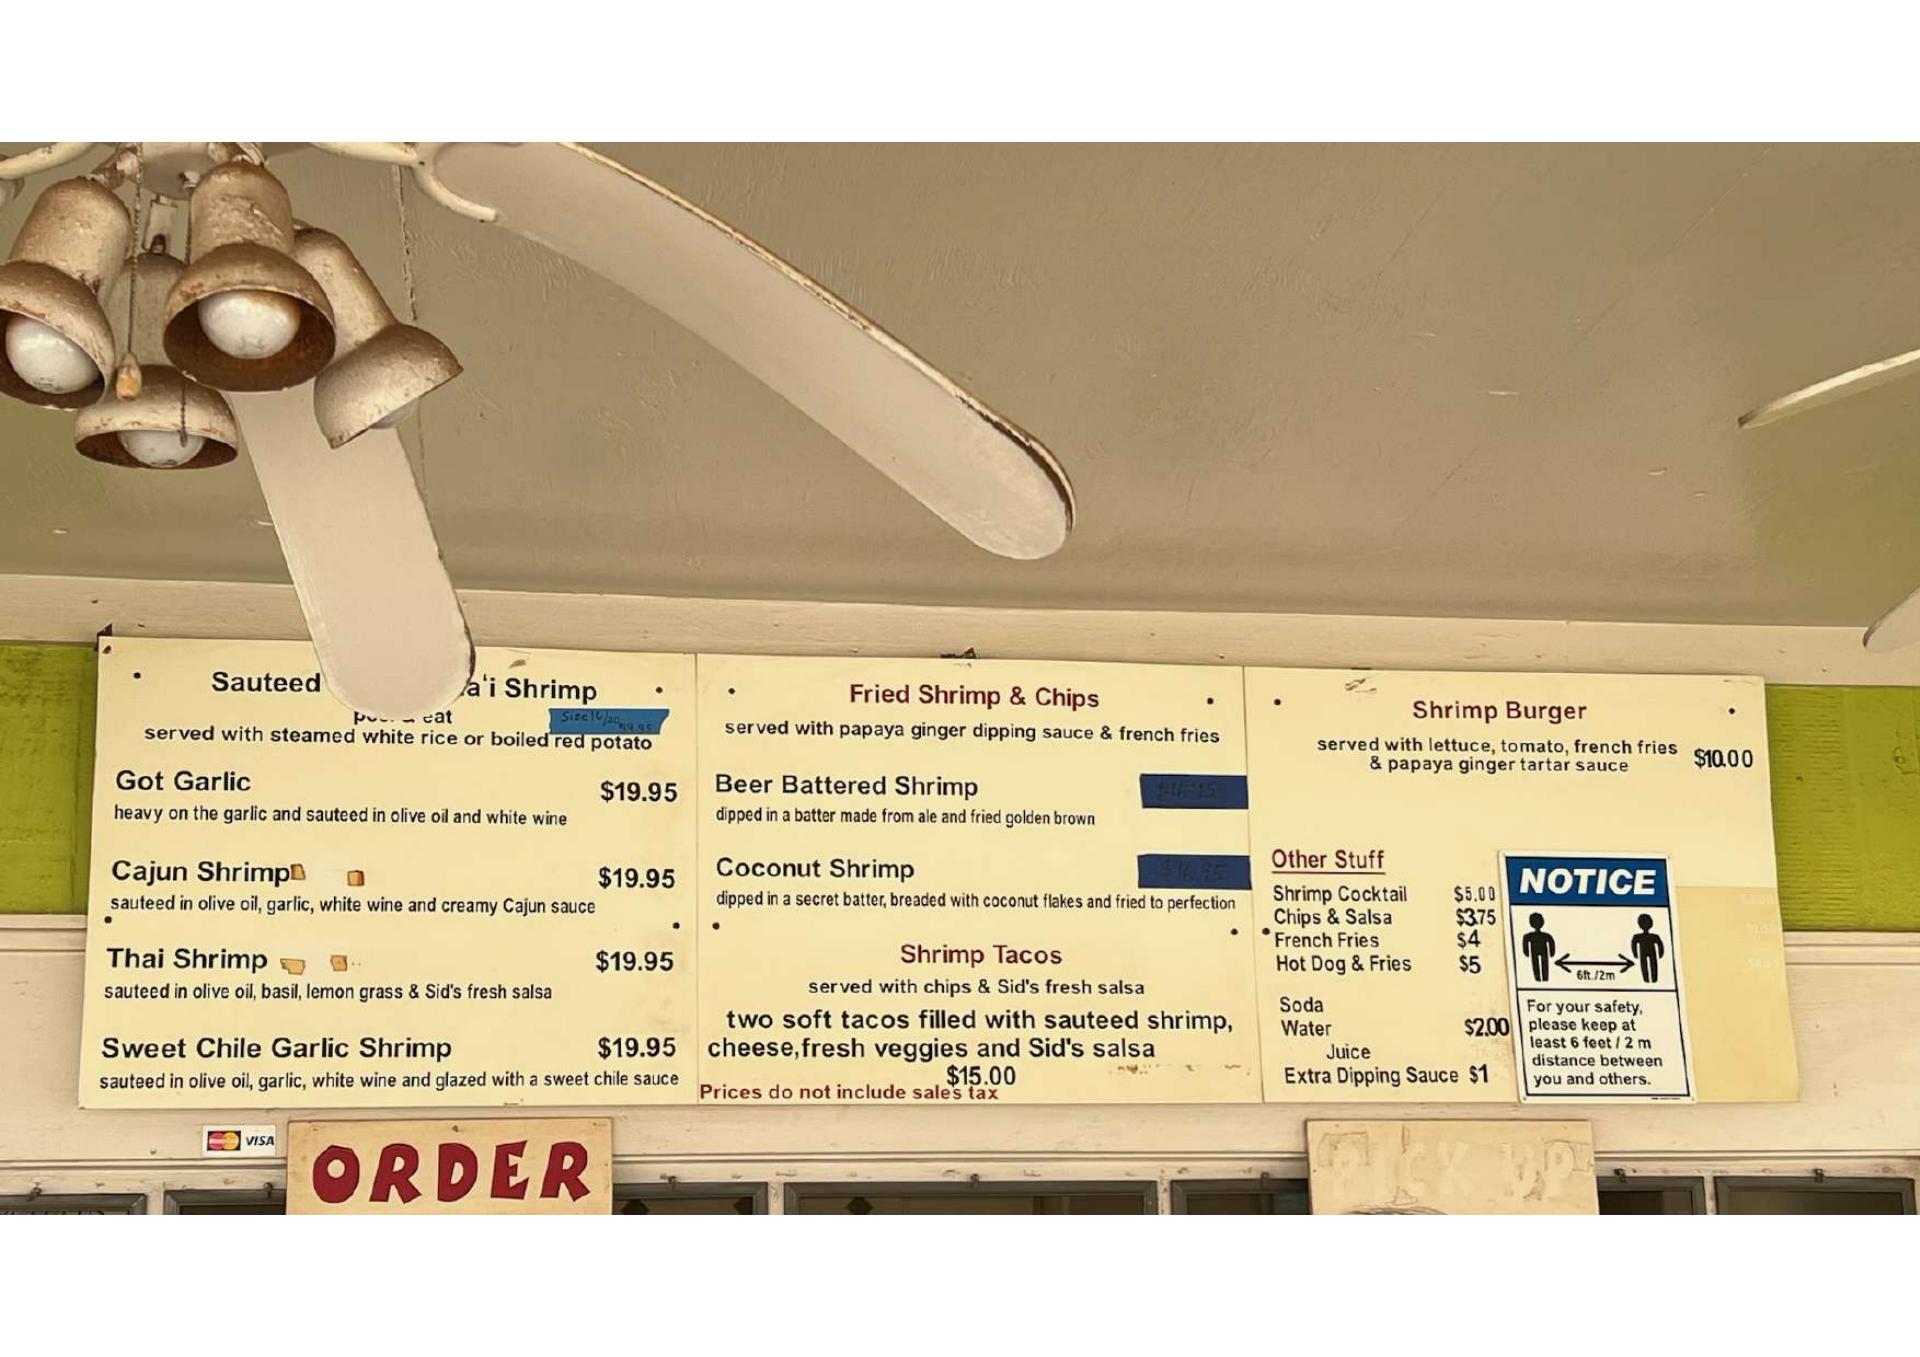 Sauteed a'i Shrimp
eat
Size 16/20
served with steamed white rice or boiled red potato
Got Garlic $19.95
heavy on the garlic and sauteed in olive oil and white wine
Cajun Shrimp $19.95
sauteed in olive oil, garlic, white wine and creamy Cajun sauce
Thai Shrimp $19.95
sauteed in olive oil, basil, lemon grass & Sid's fresh salsa
Sweet Chile Garlic Shrimp $19.95
sauteed in olive oil, garlic, white wine and glazed with a sweet chile sauce
Fried Shrimp & Chips
served with papaya ginger dipping sauce & french fries
Beer Battered Shrimp
dipped in a batter made from ale and fried golden brown
Coconut Shrimp $16.95
dipped in a secret batter, breaded with coconut flakes and fried to perfection
Shrimp Tacos
served with chips & Sid's fresh salsa
two soft tacos filled with sauteed shrimp,
cheese,fresh veggies and Sid's salsa
$15.00
Prices do not include sales tax
Shrimp Burger
served with lettuce, tomato, french fries
& papaya ginger tartar sauce $10.00
Other Stuff
Shrimp Cocktail $5.00
Chips & Salsa $3.75
French Fries $4
Hot Dog & Fries $5
Soda
Water $2.00
Juice
Extra Dipping Sauce $1
NOTICE
6ft./2m
For your safety,
please keep at
least 6 feet / 2 m
distance between
you and others.
MasterCard VISA
ORDER
PICK UP